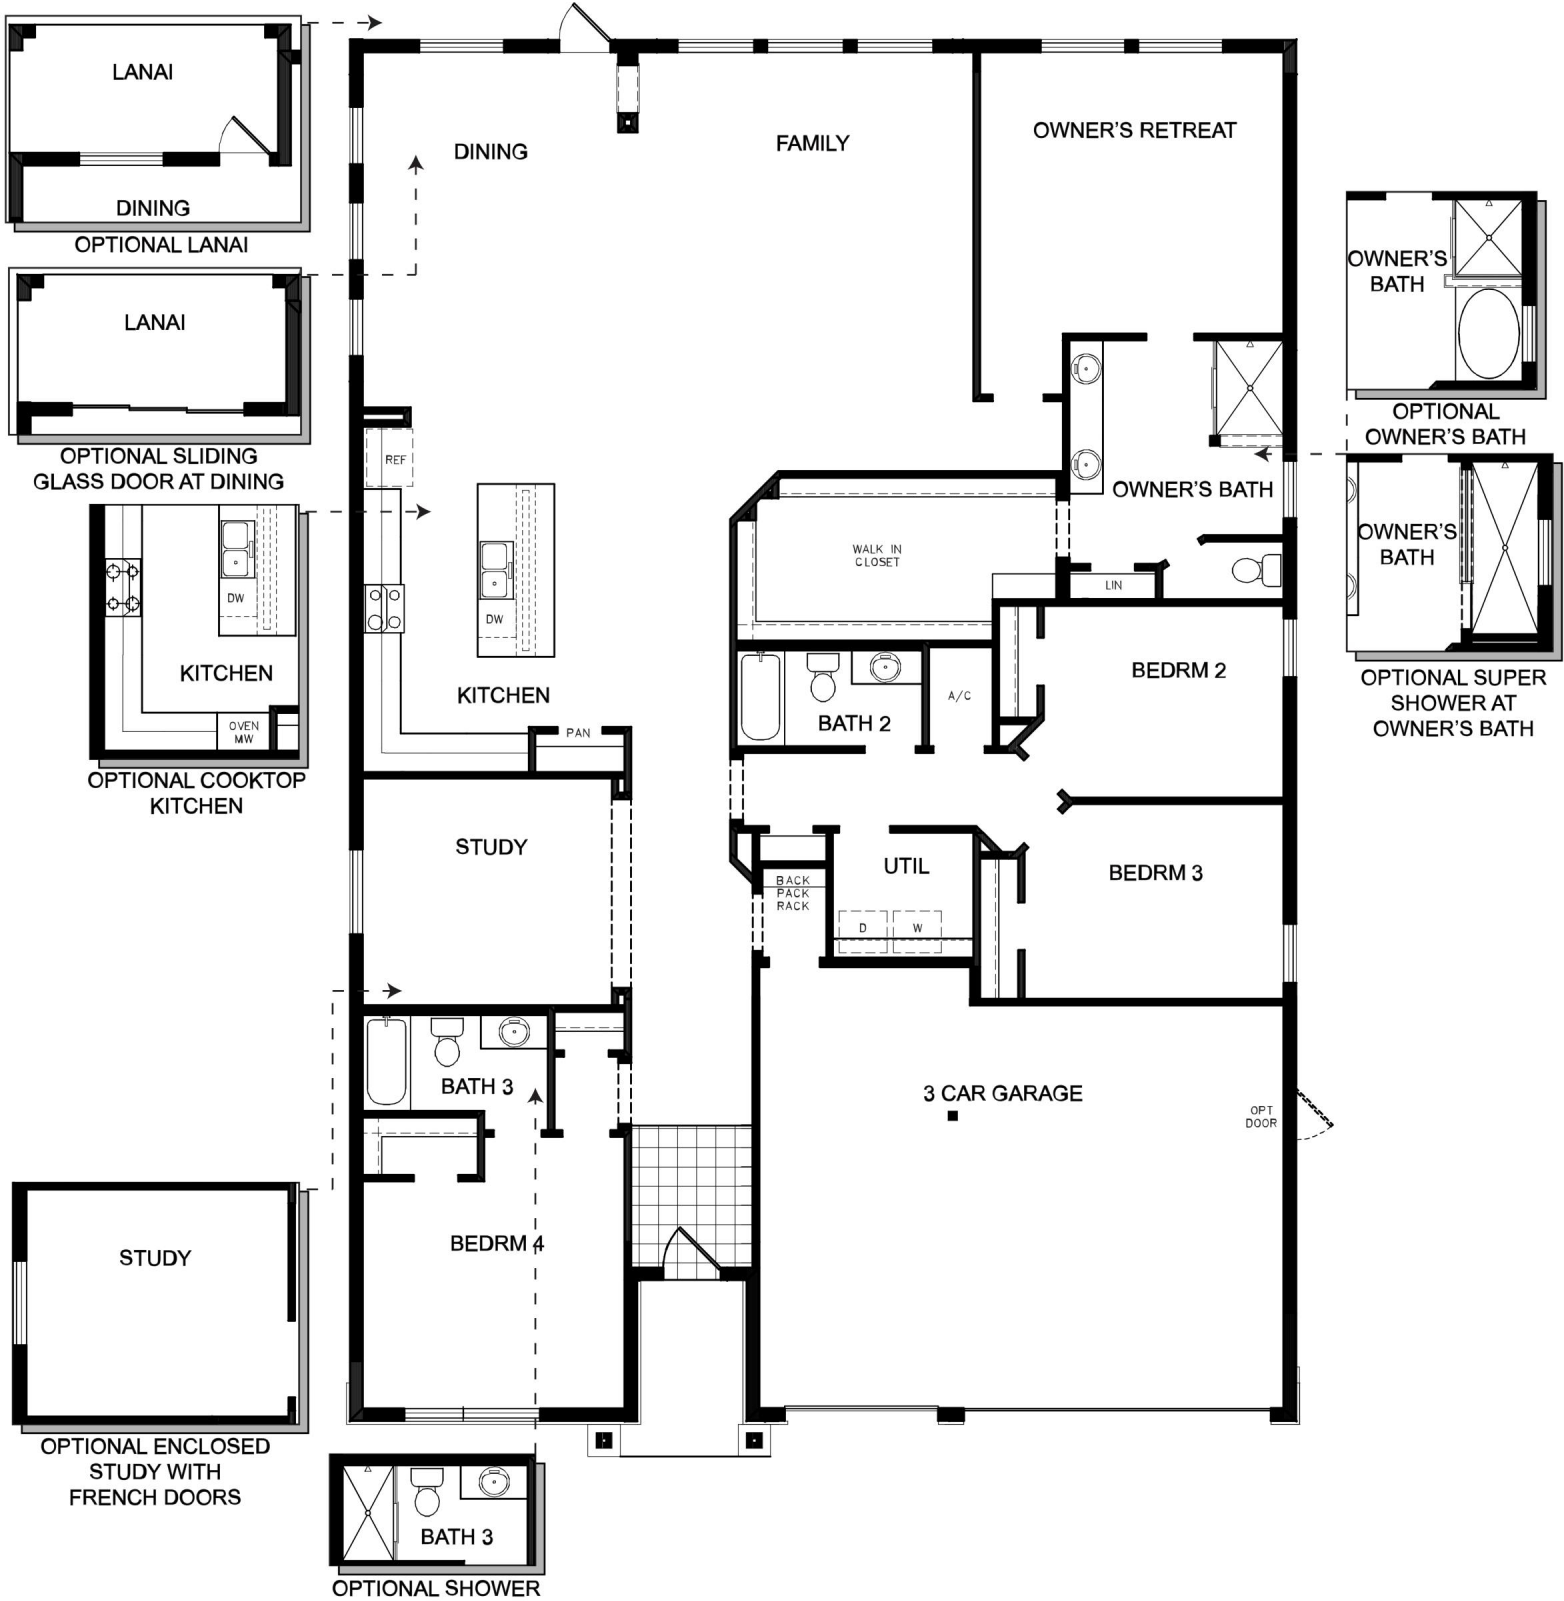 LANAI
DINING
OPTIONAL LANAI
LANAI
OPTIONAL SLIDING
GLASS DOOR AT DINING
DW
KITCHEN
OVEN
MW
OPTIONAL COOKTOP
KITCHEN
STUDY
OPTIONAL ENCLOSED
STUDY WITH
FRENCH DOORS
DINING
FAMILY
OWNER'S RETREAT
REF
OWNER'S BATH
WALK IN
CLOSET
LIN
DW
KITCHEN
PAN
BATH 2
A/C
BEDRM 2
STUDY
UTIL
BEDRM 3
BACK
PACK
RACK
D
W
BATH 3
3 CAR GARAGE
OPT
DOOR
BEDRM 4
BATH 3
OPTIONAL SHOWER
OWNER'S
BATH
OPTIONAL
OWNER'S BATH
OWNER'S
BATH
OPTIONAL SUPER
SHOWER AT
OWNER'S BATH